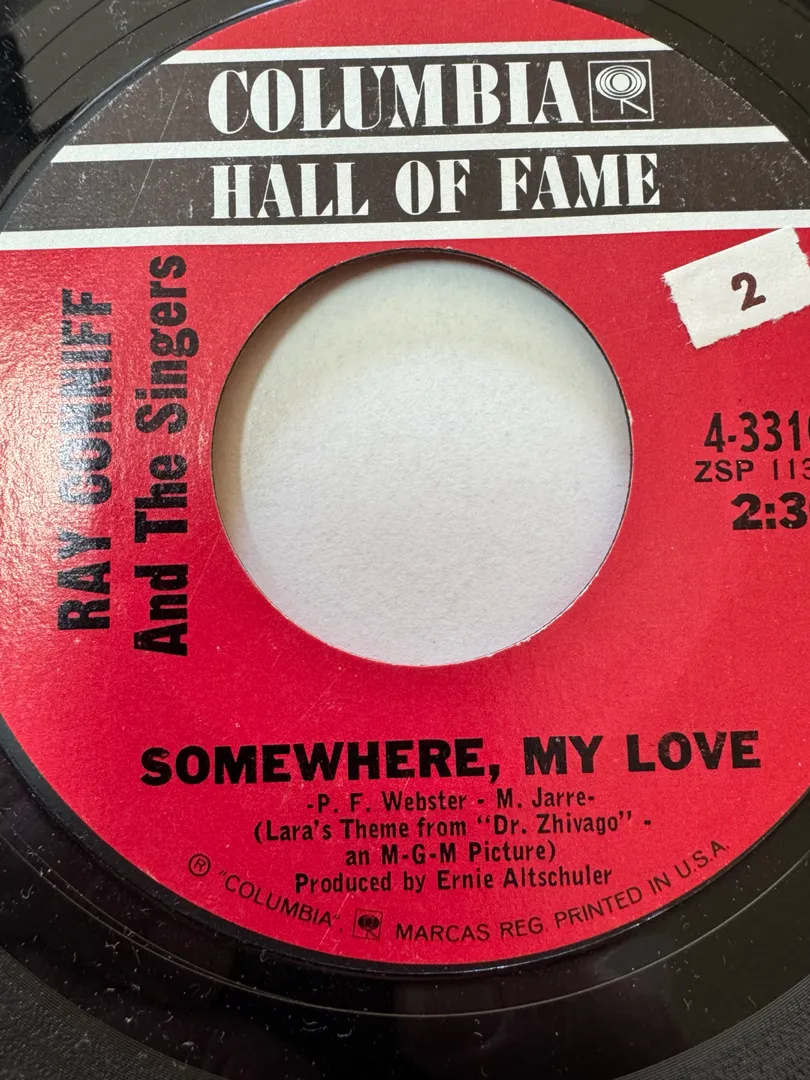 COLUMBIA
HALL OF FAME
RAY CONNIFF
And The Singers
2
4-331
ZSP 113
2:3
SOMEWHERE, MY LOVE
-P. F. Webster - M. Jarre-
(Lara's Theme from "Dr. Zhivago" -
an M-G-M Picture)
Produced by Ernie Altschuler
® "COLUMBIA", MARCAS REG. PRINTED IN U.S.A.